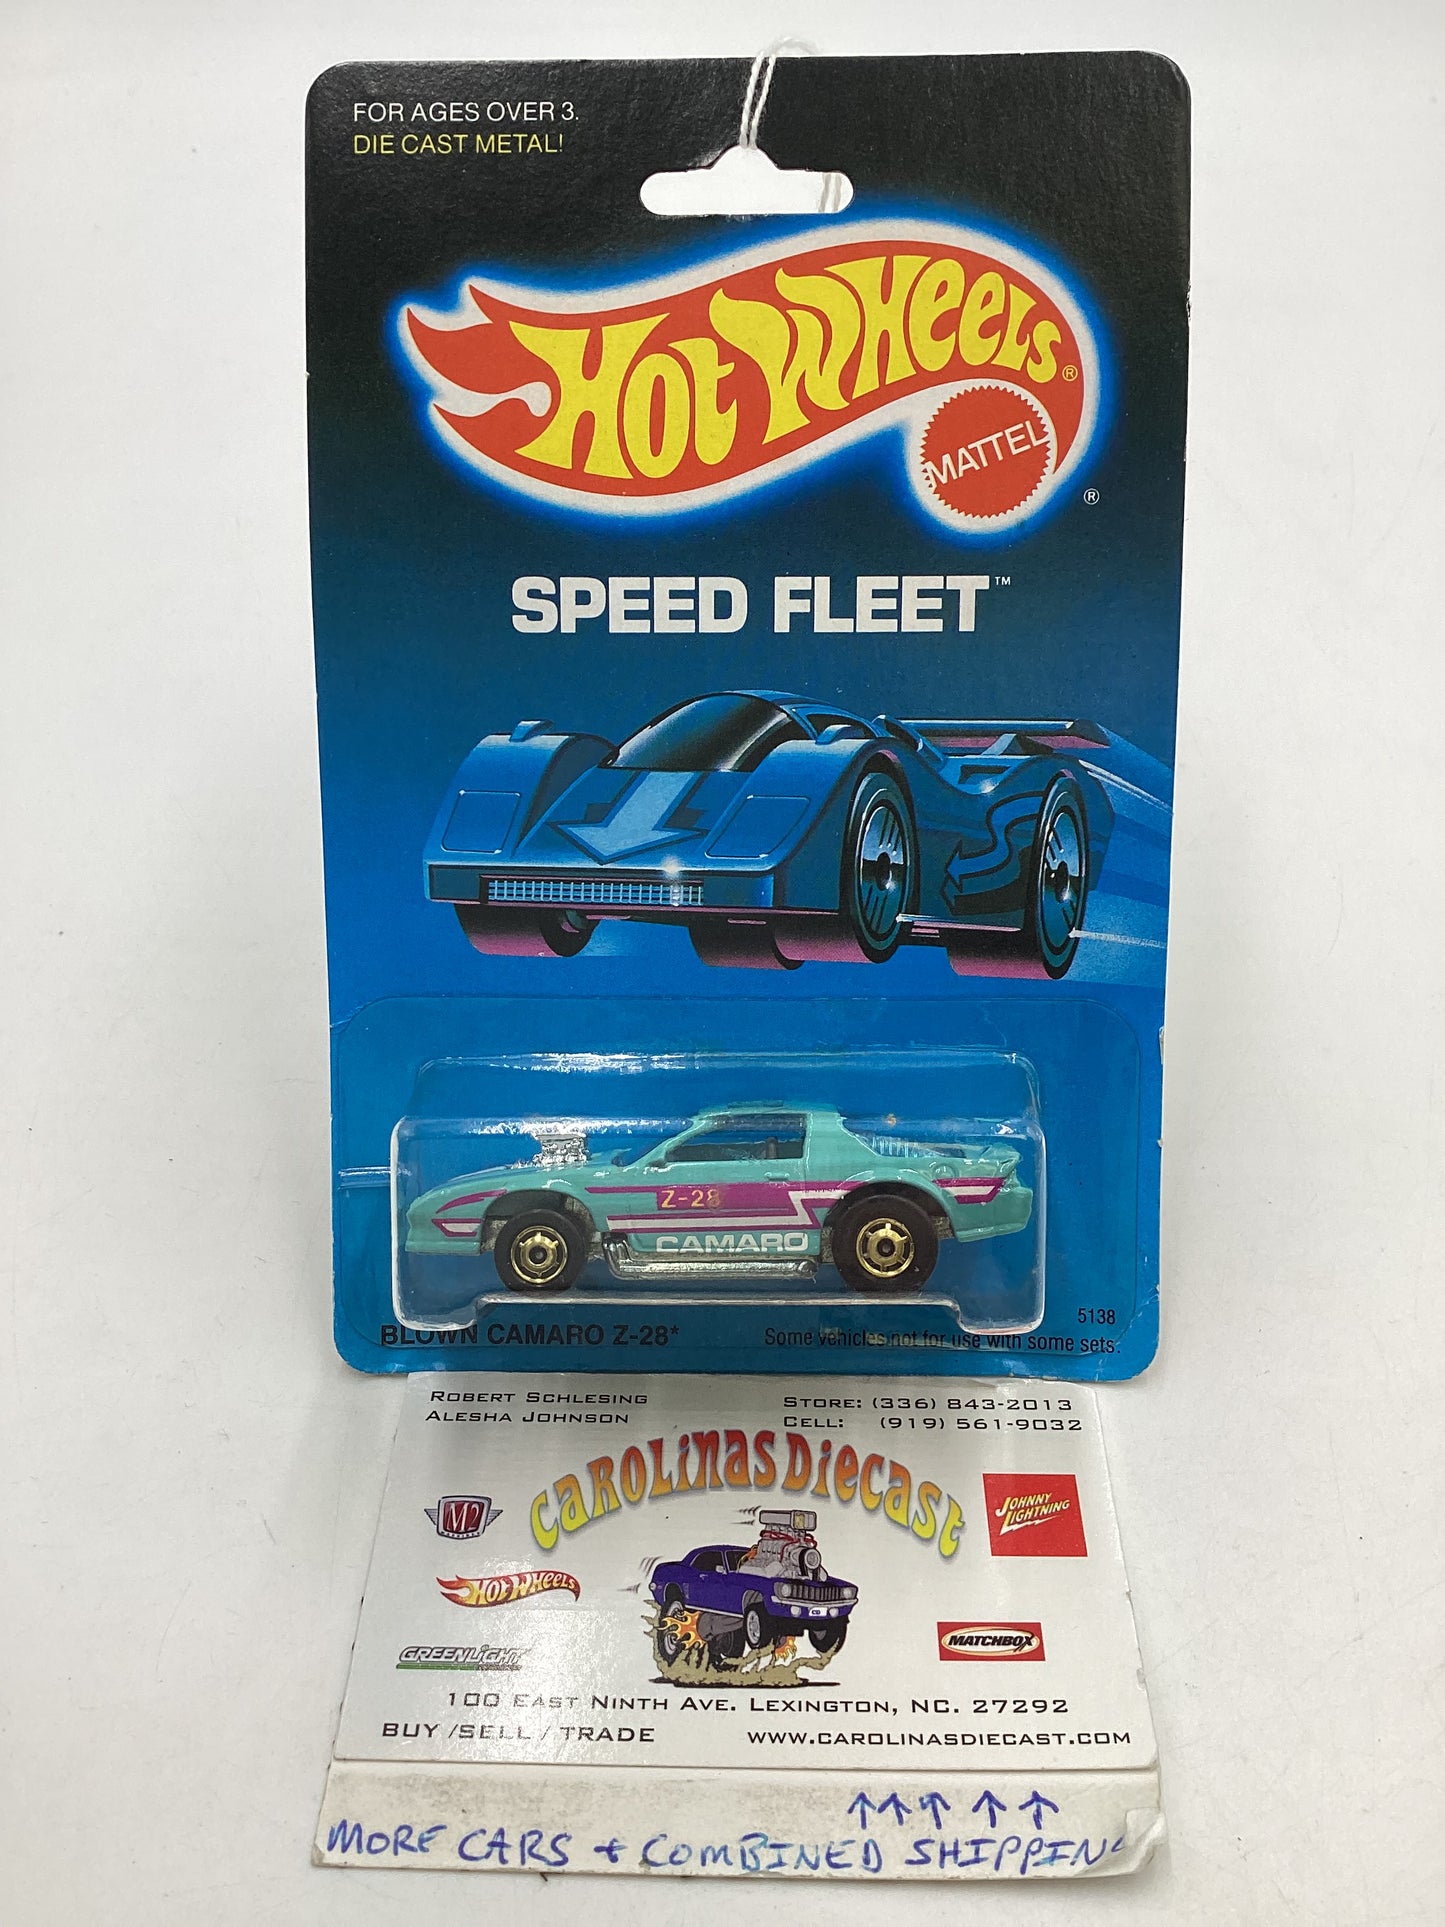 FOR AGES OVER 3.
DIE CAST METAL!
HOT WHEELS®
MATTEL
®
SPEED FLEET™
Z-28
CAMARO
5138
BLOWN CAMARO Z-28*
Some vehicles not for use with some sets.
ROBERT SCHLESING
ALESHA JOHNSON
STORE: (336) 843-2013
CELL: (919) 561-9032
CAROLINAS DIECAST
M2
JOHNNY LIGHTNING
HOT WHEELS
GREENLIGHT
MATCHBOX
100 EAST NINTH AVE. LEXINGTON, NC. 27292
BUY /SELL / TRADE
WWW.CAROLINASDIECAST.COM
↑↑↑ ↑ ↑
MORE CARS + COMBINED SHIPPING